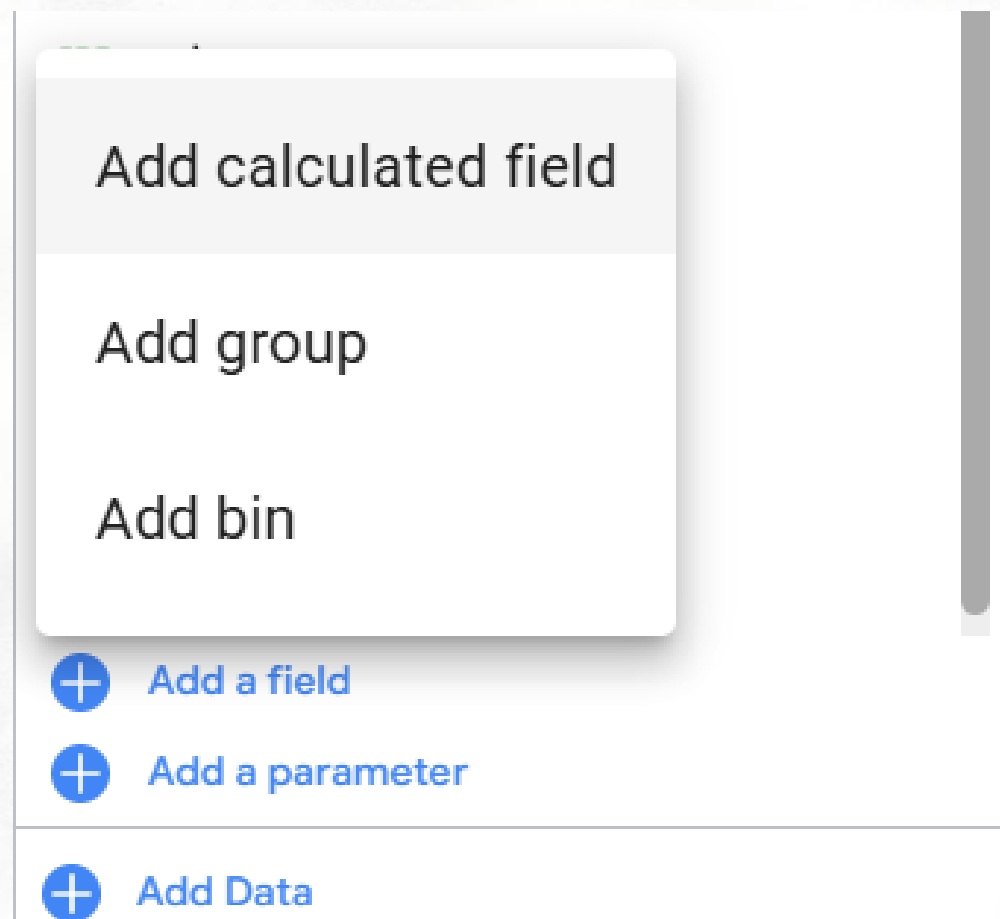 Add calculated field
Add group
Add bin
Add a field
Add a parameter
Add Data